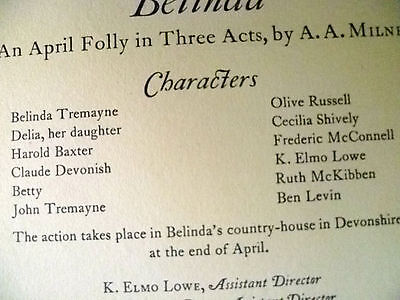 Belinda
An April Folly in Three Acts, by A. A. MILNE
Characters
Belinda Tremayne Olive Russell
Delia, her daughter Cecilia Shively
Harold Baxter Frederic McConnell
Claude Devonish K. Elmo Lowe
Betty Ruth McKibben
John Tremayne Ben Levin
The action takes place in Belinda's country-house in Devonshire
at the end of April.
K. ELMO LOWE, Assistant Director
Assistant Director